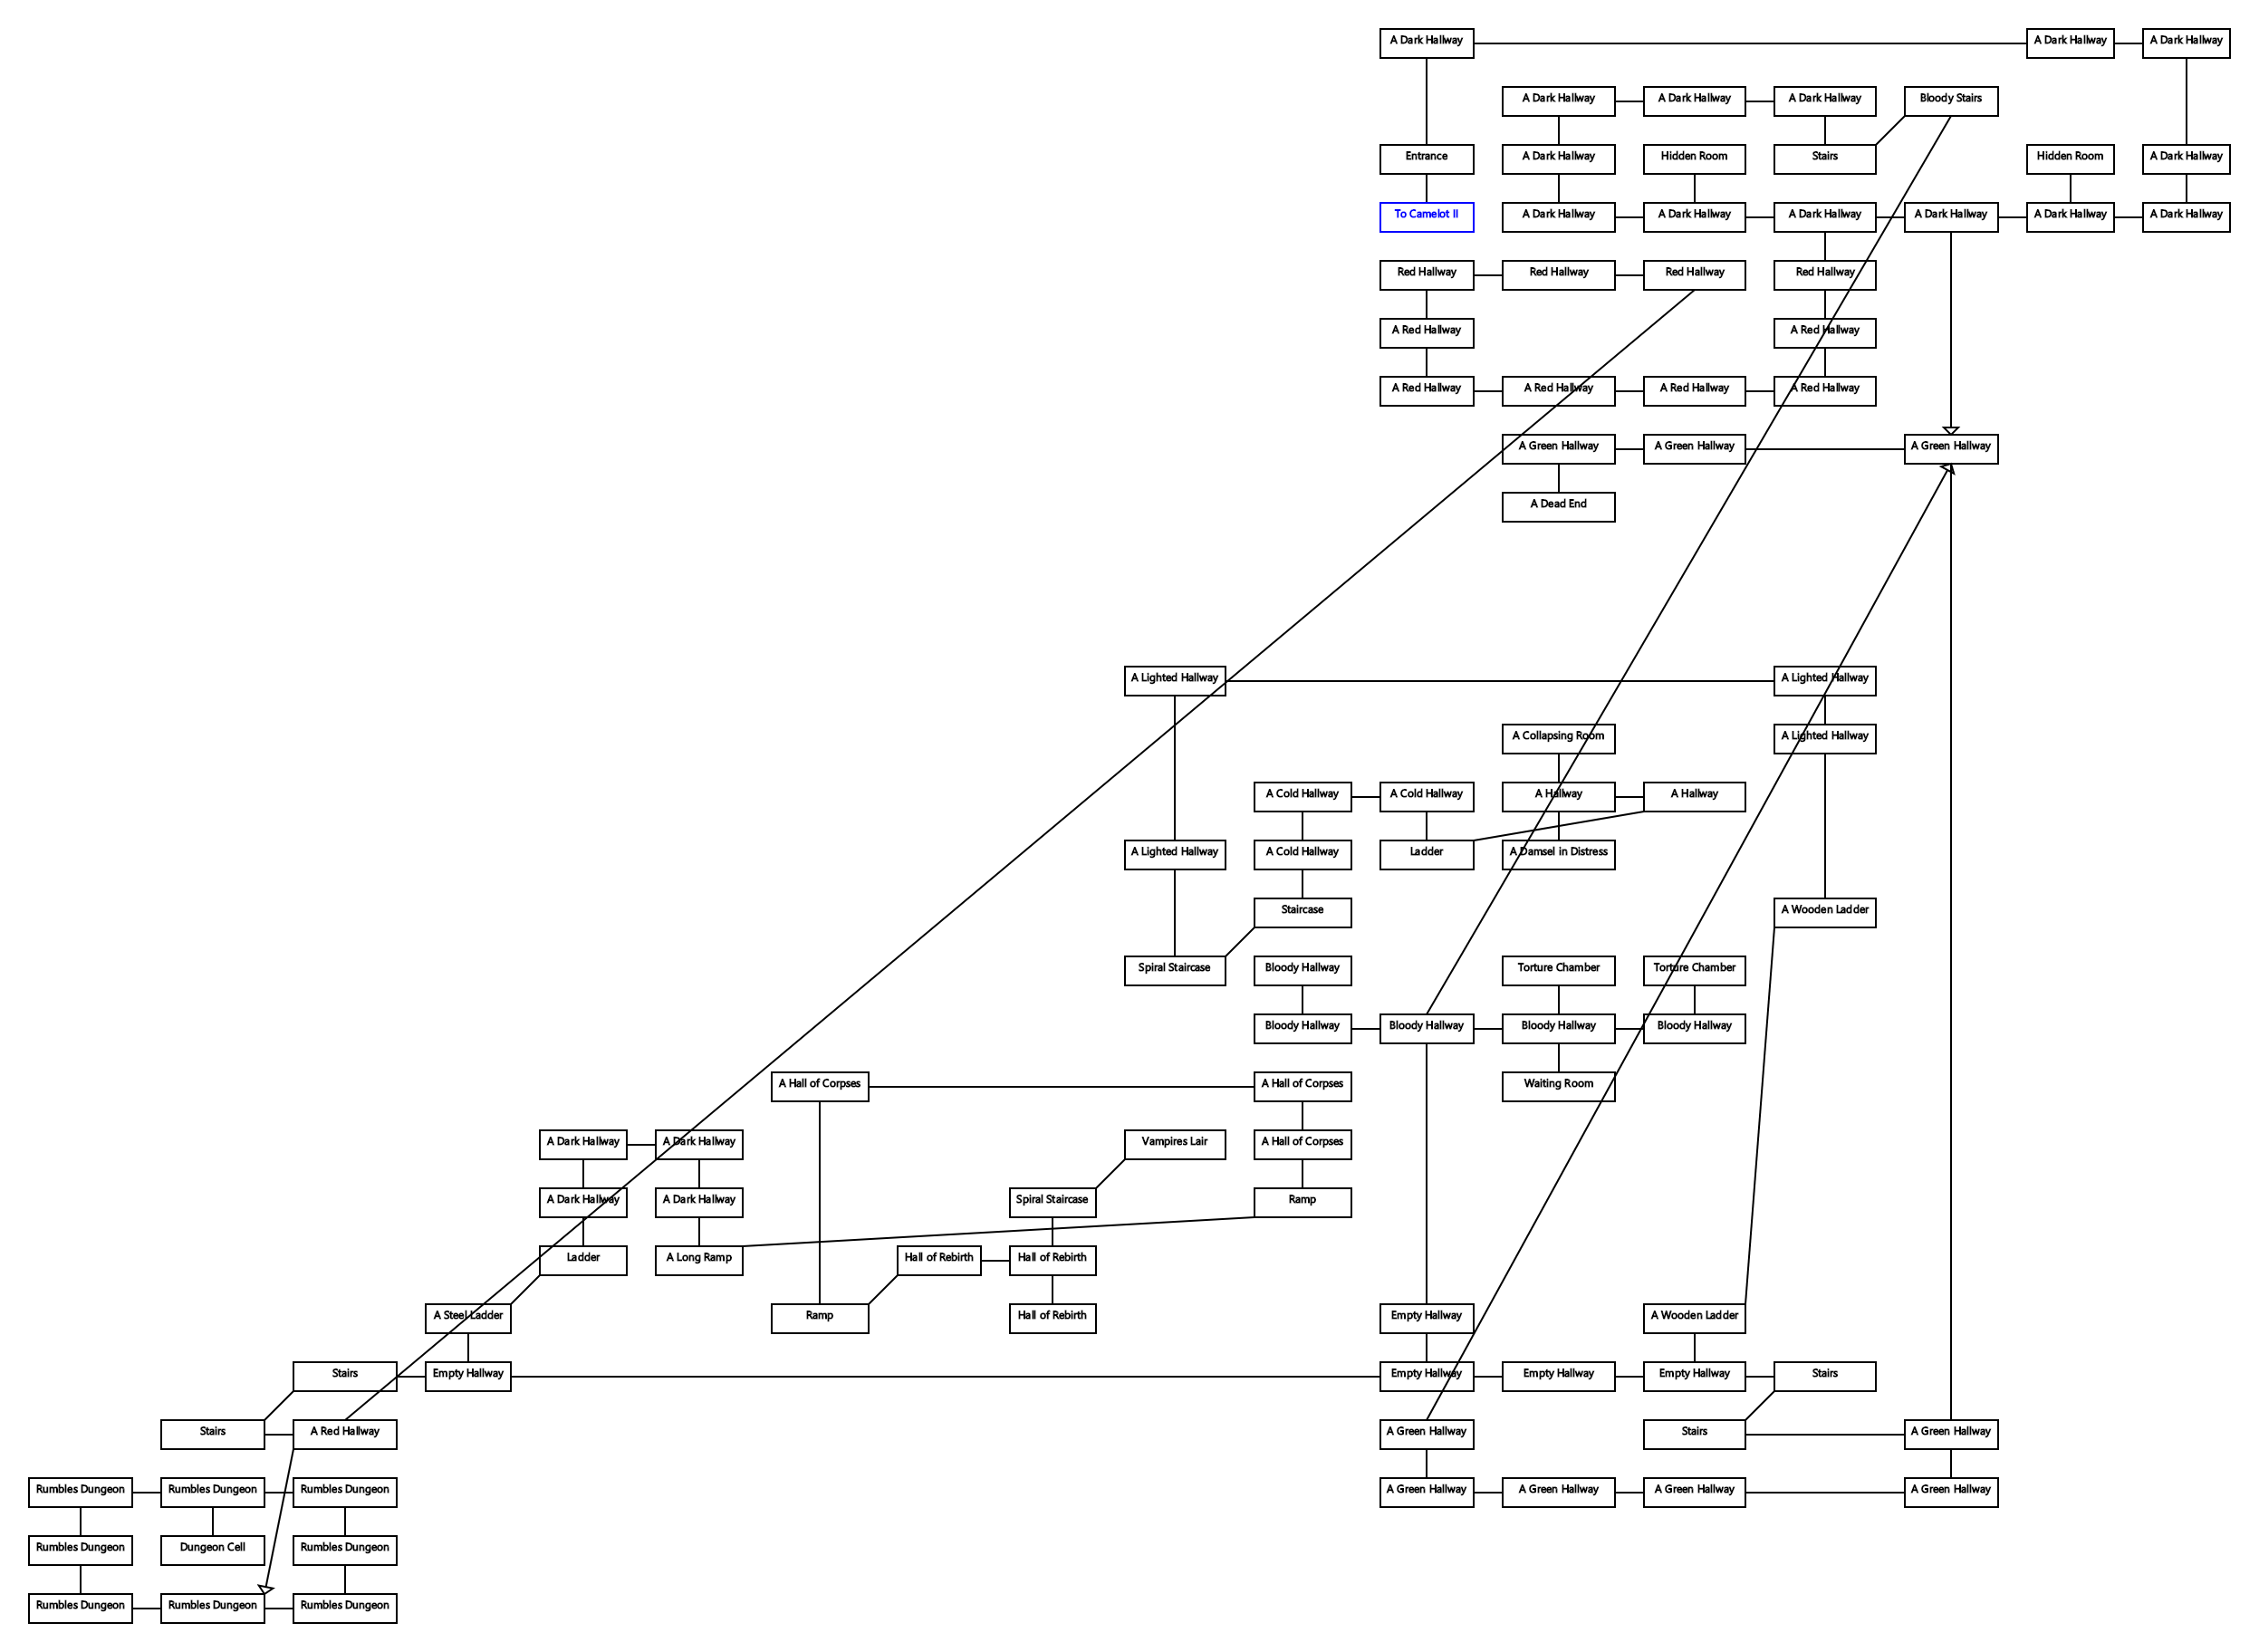 A Dark Hallway
A Dark Hallway
A Dark Hallway
A Dark Hallway
A Dark Hallway
A Dark Hallway
Bloody Stairs
Entrance
A Dark Hallway
Hidden Room
Stairs
Hidden Room
A Dark Hallway
To Camelot II
A Dark Hallway
A Dark Hallway
A Dark Hallway
A Dark Hallway
A Dark Hallway
A Dark Hallway
Red Hallway
Red Hallway
Red Hallway
Red Hallway
A Red Hallway
A Red Hallway
A Red Hallway
A Red Hallway
A Red Hallway
A Red Hallway
A Green Hallway
A Green Hallway
A Green Hallway
A Dead End
A Lighted Hallway
A Lighted Hallway
A Collapsing Room
A Lighted Hallway
A Cold Hallway
A Cold Hallway
A Hallway
A Hallway
A Lighted Hallway
A Cold Hallway
Ladder
A Damsel in Distress
Staircase
A Wooden Ladder
Spiral Staircase
Bloody Hallway
Torture Chamber
Torture Chamber
Bloody Hallway
Bloody Hallway
Bloody Hallway
Bloody Hallway
A Hall of Corpses
A Hall of Corpses
Waiting Room
A Dark Hallway
A Dark Hallway
Vampires Lair
A Hall of Corpses
A Dark Hallway
A Dark Hallway
Spiral Staircase
Ramp
Ladder
A Long Ramp
Hall of Rebirth
Hall of Rebirth
A Steel Ladder
Ramp
Hall of Rebirth
Empty Hallway
A Wooden Ladder
Stairs
Empty Hallway
Empty Hallway
Empty Hallway
Empty Hallway
Stairs
Stairs
A Red Hallway
A Green Hallway
Stairs
A Green Hallway
Rumbles Dungeon
Rumbles Dungeon
Rumbles Dungeon
A Green Hallway
A Green Hallway
A Green Hallway
A Green Hallway
Rumbles Dungeon
Dungeon Cell
Rumbles Dungeon
Rumbles Dungeon
Rumbles Dungeon
Rumbles Dungeon